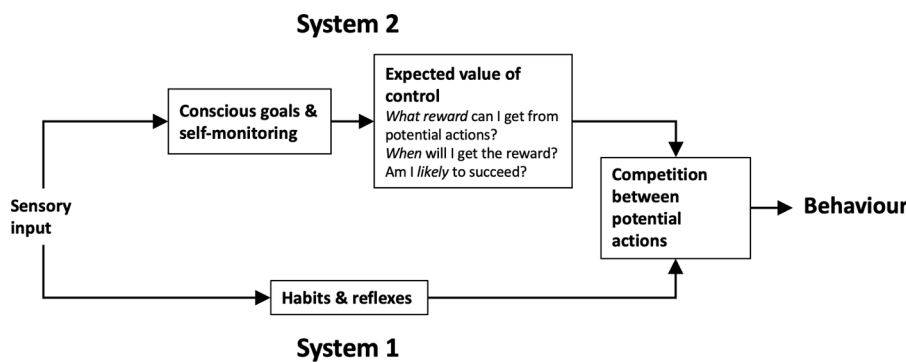 System 2
Conscious goals &
self-monitoring
Expected value of
control
What reward can I get from
potential actions?
When will I get the reward?
Am I likely to succeed?
Sensory
input
Competition
between
potential
actions
Behaviour
Habits & reflexes
System 1